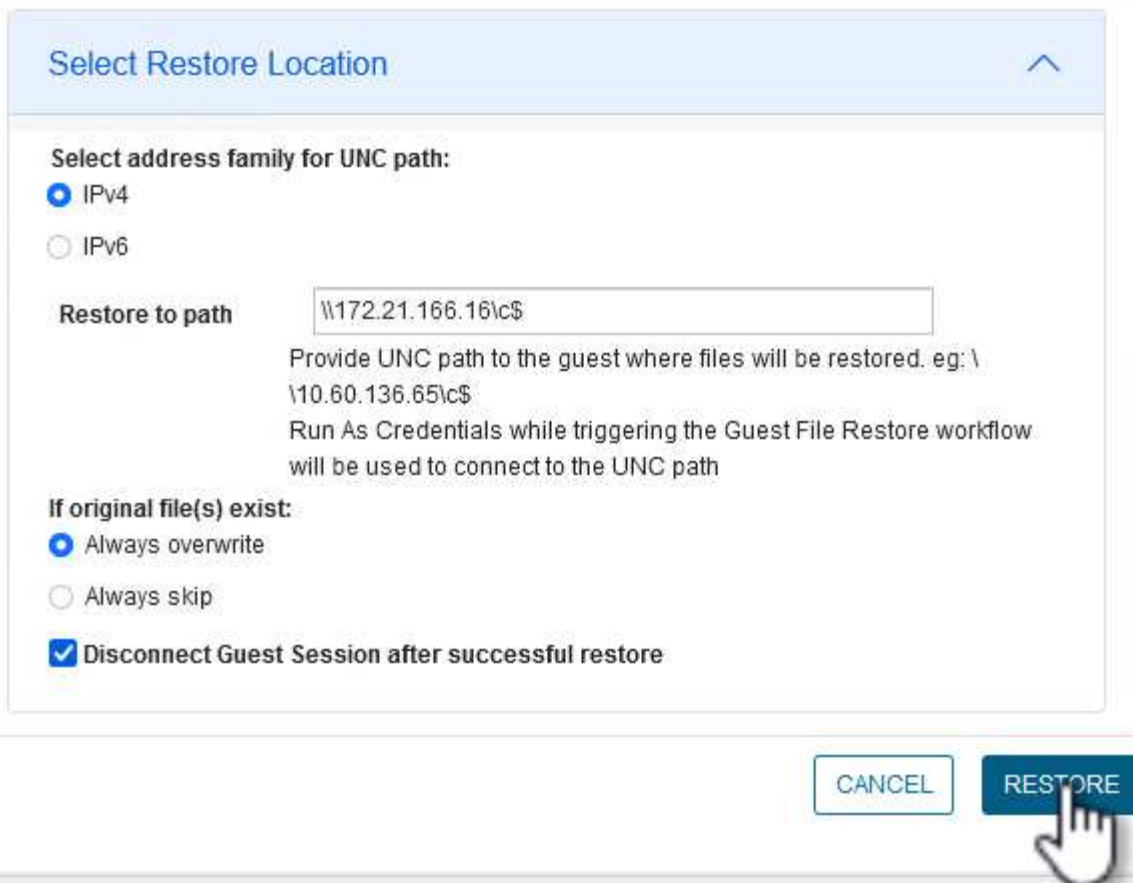 Select Restore Location
Select address family for UNC path:
IPv4
IPv6
Restore to path
\\172.21.166.16\c$
Provide UNC path to the guest where files will be restored. eg: \
\10.60.136.65\c$
Run As Credentials while triggering the Guest File Restore workflow
will be used to connect to the UNC path
If original file(s) exist:
Always overwrite
Always skip
Disconnect Guest Session after successful restore
CANCEL
RESTORE